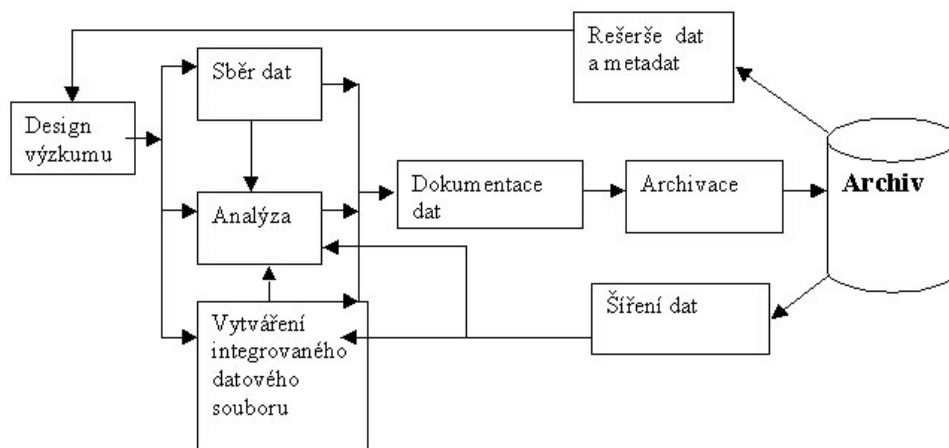 Rešerše dat
a metadat
Sběr dat
Design
výzkumu
Dokumentace
dat
Archivace
Archiv
Analýza
Šíření dat
Vytváření
integrovaného
datového
souboru